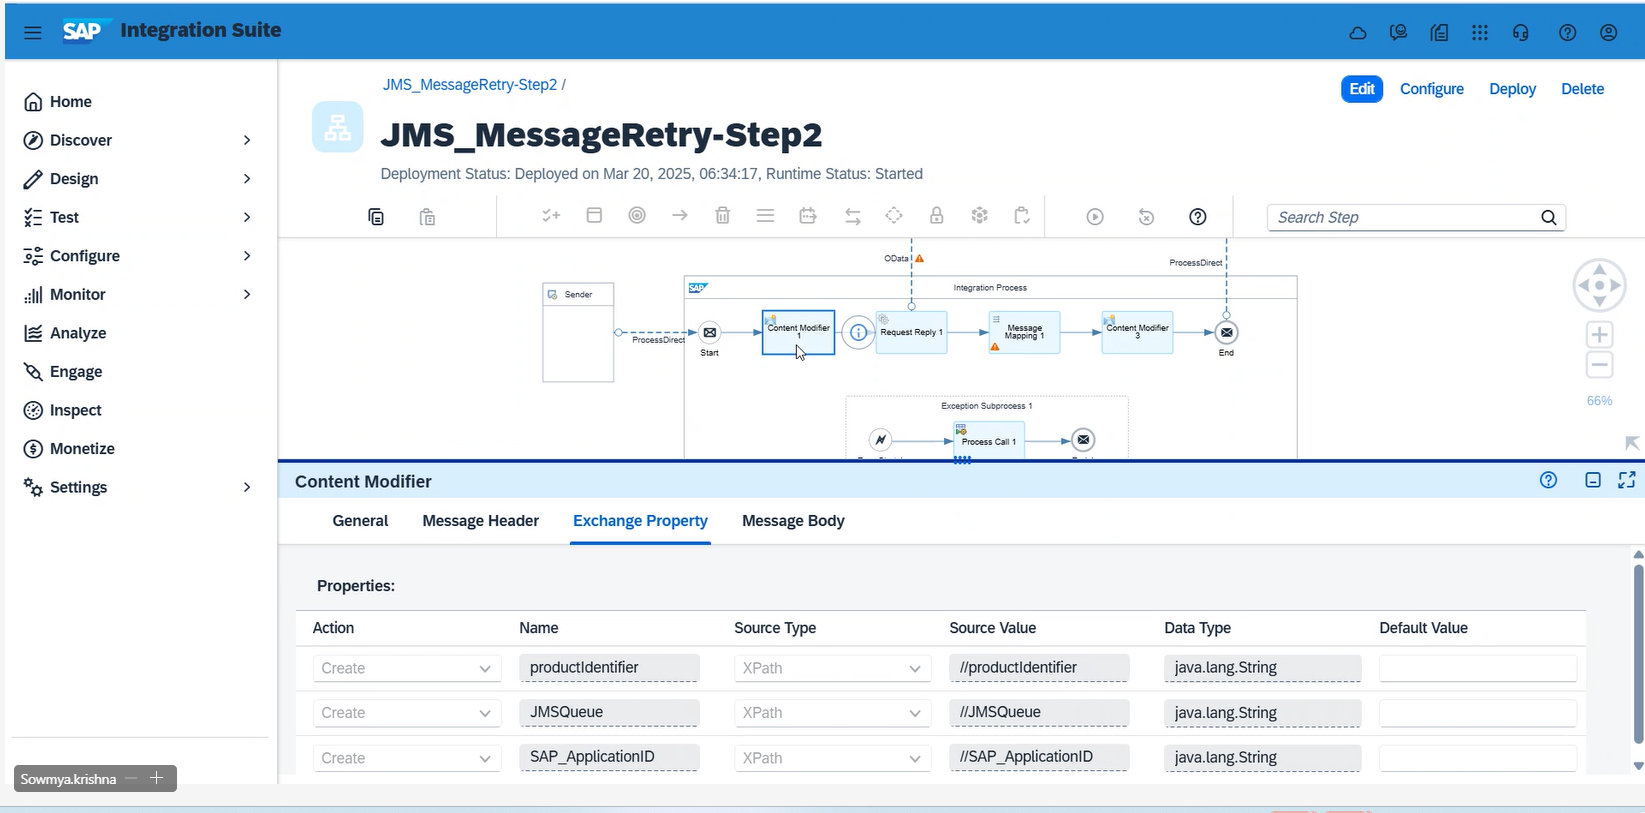 SAP Integration Suite
Home
Discover
Design
Test
Configure
Monitor
Analyze
Engage
Inspect
Monetize
Settings
Sowmya.krishna
JMS_MessageRetry-Step2 /
Edit Configure Deploy Delete
JMS_MessageRetry-Step2
Deployment Status: Deployed on Mar 20, 2025, 06:34:17, Runtime Status: Started
Search Step
OData
ProcessDirect
Sender
SAP
Integration Process
ProcessDirect
Start
Content Modifier
1
Request Reply 1
Message
Mapping 1
Content Modifier
3
End
Exception Subprocess 1
Process Call 1
66%
Content Modifier
General Message Header Exchange Property Message Body
Properties:
Action Name Source Type Source Value Data Type Default Value
Create productIdentifier XPath //productIdentifier java.lang.String
Create JMSQueue XPath //JMSQueue java.lang.String
Create SAP_ApplicationID XPath //SAP_ApplicationID java.lang.String